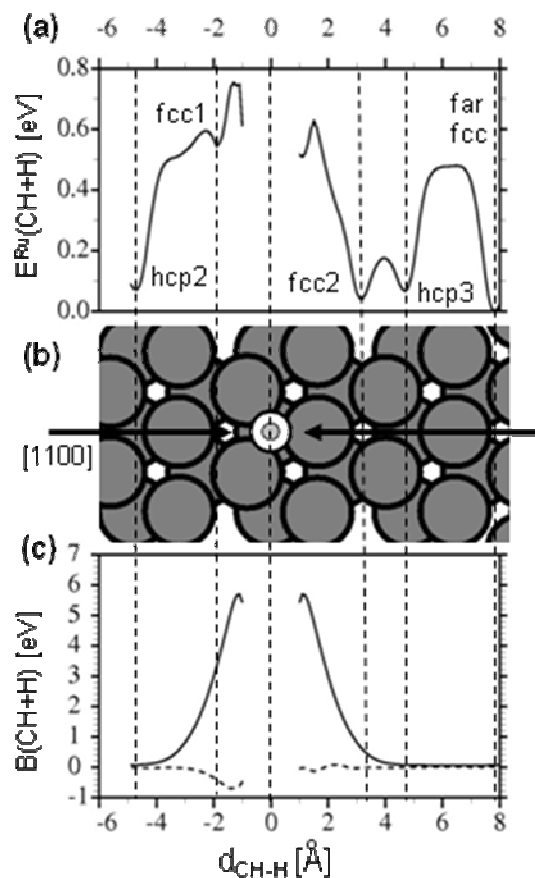 (a)
-6 -4 -2 0 2 4 6 8
0.8
0.6
0.4
0.2
0.0
E^Ru(CH+H) [eV]
fcc1
far
fcc
hcp2
fcc2
hcp3
(b)
[1100]
(c)
7
6
5
4
3
2
1
0
-1
B(CH+H) [eV]
-6 -4 -2 0 2 4 6 8
d_CH-H [Å]